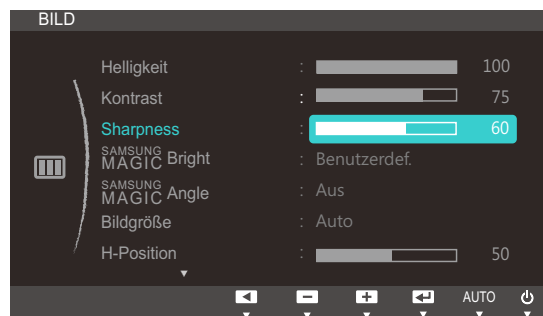 BILD
Helligkeit : 100
Kontrast : 75
Sharpness : 60
SAMSUNG MAGIC Bright : Benutzerdef.
SAMSUNG MAGIC Angle : Aus
Bildgröße : Auto
H-Position : 50
AUTO